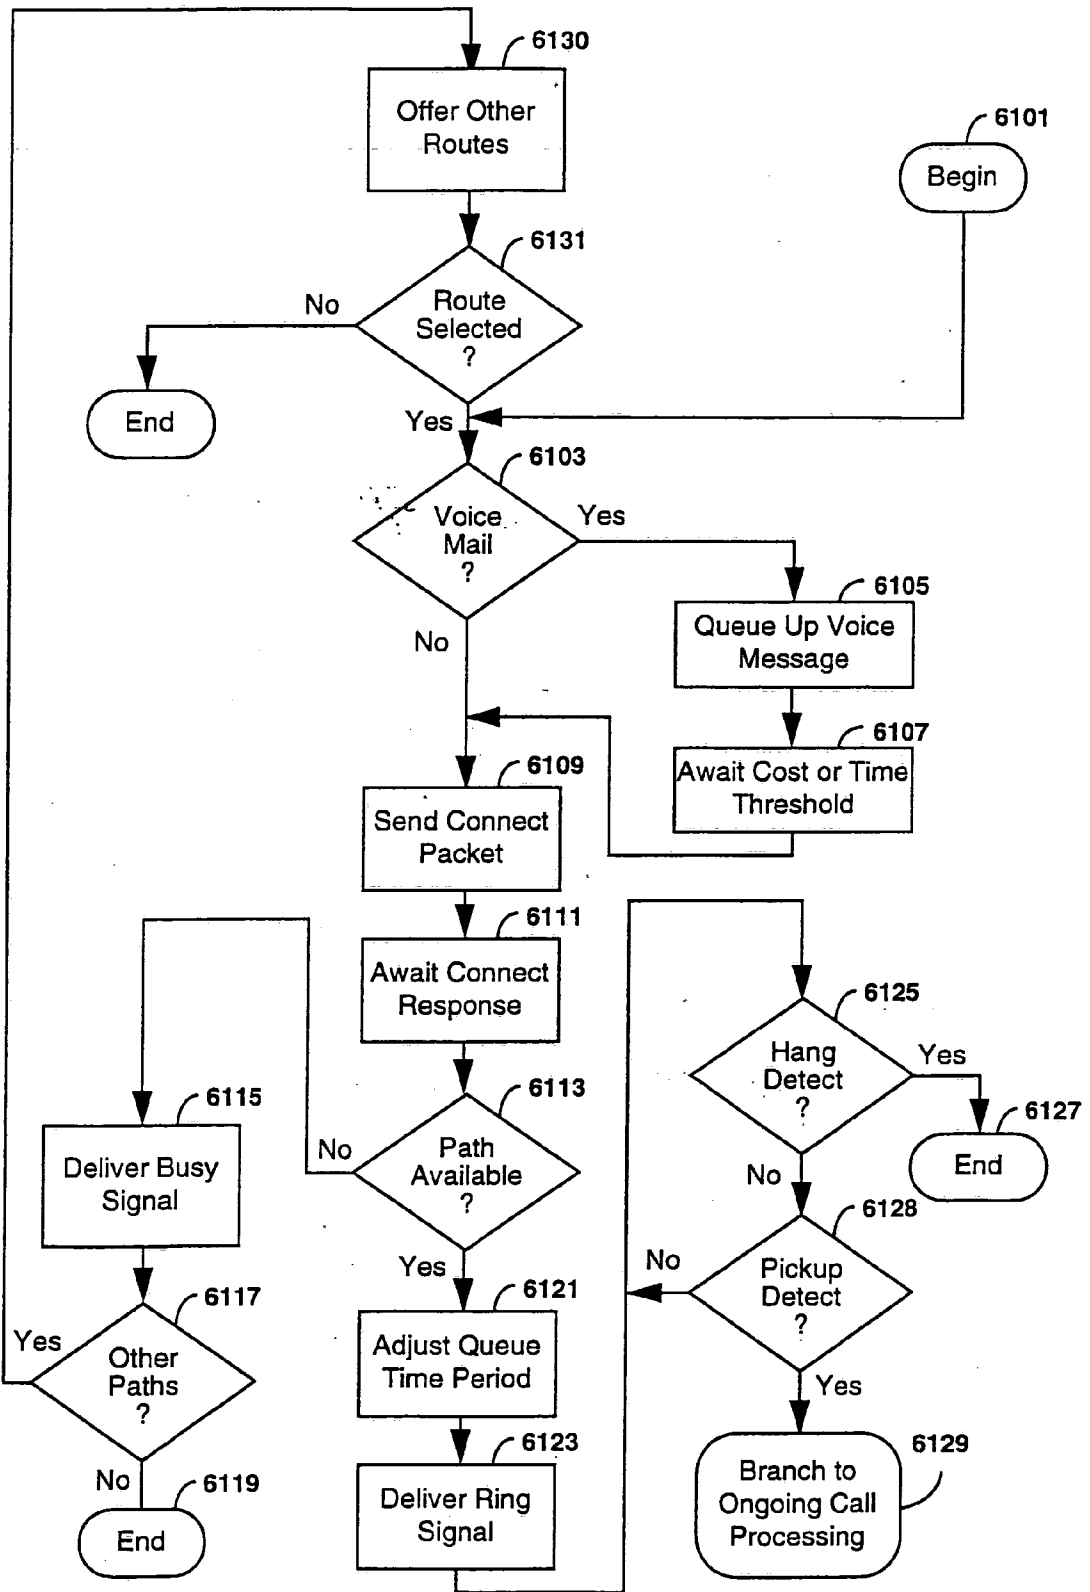 6130
Offer Other
Routes
6101
Begin
6131
Route
Selected
?
No
End
Yes
6103
Voice
Mail
?
Yes
No
6105
Queue Up Voice
Message
6107
Await Cost or Time
Threshold
6109
Send Connect
Packet
6111
Await Connect
Response
6113
Path
Available
?
No
Yes
6115
Deliver Busy
Signal
6117
Other
Paths
?
Yes
No
6119
End
6121
Adjust Queue
Time Period
6123
Deliver Ring
Signal
6125
Hang
Detect
?
Yes
6127
End
No
6128
Pickup
Detect
?
No
Yes
6129
Branch to
Ongoing Call
Processing